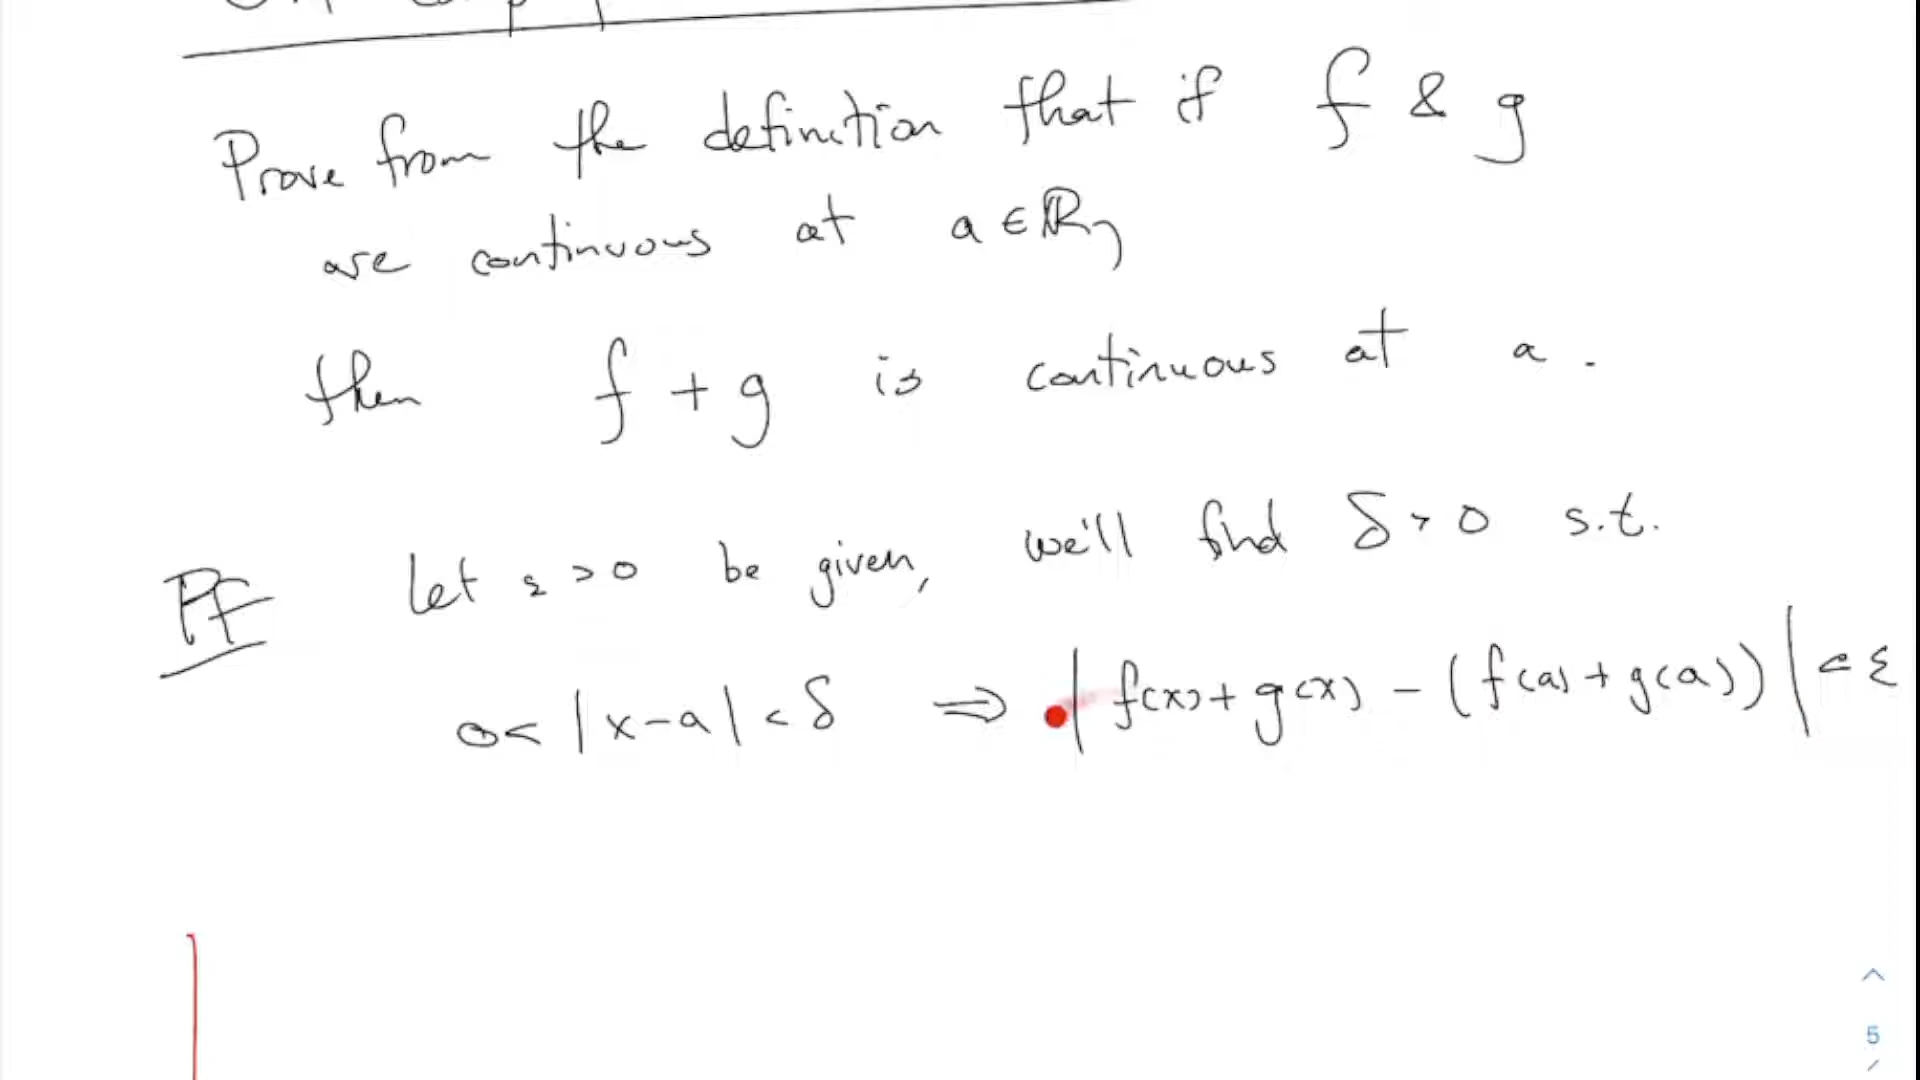 Prove from the definition that if f & g
are continuous at a ∈ ℝ,
then f + g is continuous at a.
Pf Let ε > 0 be given, we'll find δ > 0 s.t.
0 < |x-a| < δ ⇒ | f(x) + g(x) - (f(a) + g(a)) | < ε
5